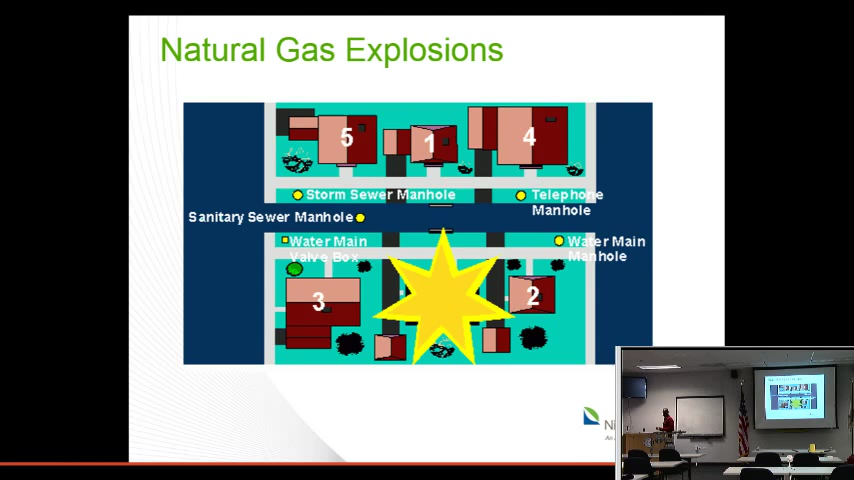 Natural Gas Explosions
5
1
4
Storm Sewer Manhole
Telephone
Manhole
Sanitary Sewer Manhole
Water Main
Valve Box
Water Main
Manhole
3
2